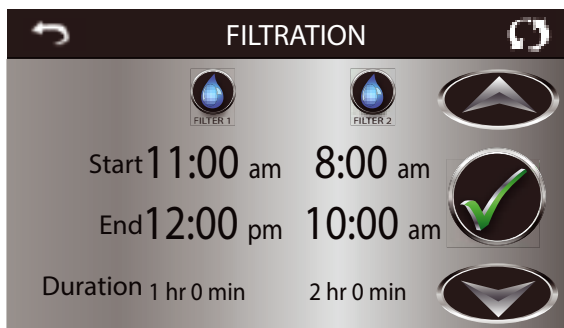 FILTRATION
FILTER 1 FILTER 2
Start 11:00 am 8:00 am
End 12:00 pm 10:00 am
Duration 1 hr 0 min 2 hr 0 min